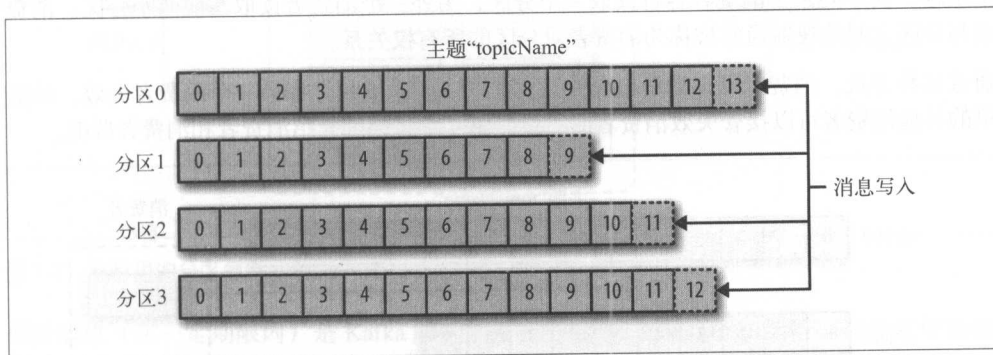 主题“topicName”
分区0 0 1 2 3 4 5 6 7 8 9 10 11 12 13
分区1 0 1 2 3 4 5 6 7 8 9
消息写入
分区2 0 1 2 3 4 5 6 7 8 9 10 11
分区3 0 1 2 3 4 5 6 7 8 9 10 11 12